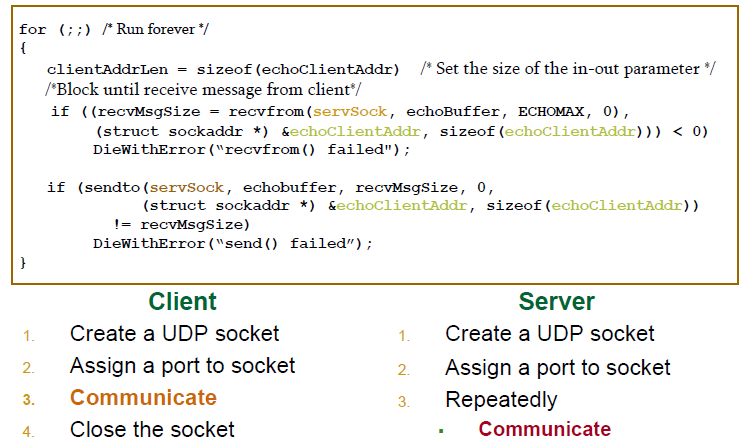 for (;;) /* Run forever */
{
clientAddrLen = sizeof(echoClientAddr) /* Set the size of the in-out parameter */
/*Block until receive message from client*/
if ((recvMsgSize = recvfrom(servSock, echoBuffer, ECHOMAX, 0),
(struct sockaddr *) &echoClientAddr, sizeof(echoClientAddr))) < 0)
DieWithError(“recvfrom() failed");
if (sendto(servSock, echobuffer, recvMsgSize, 0,
(struct sockaddr *) &echoClientAddr, sizeof(echoClientAddr))
!= recvMsgSize)
DieWithError(“send() failed”);
}
Client
1. Create a UDP socket
2. Assign a port to socket
3. Communicate
4. Close the socket
Server
1. Create a UDP socket
2. Assign a port to socket
3. Repeatedly
▪ Communicate